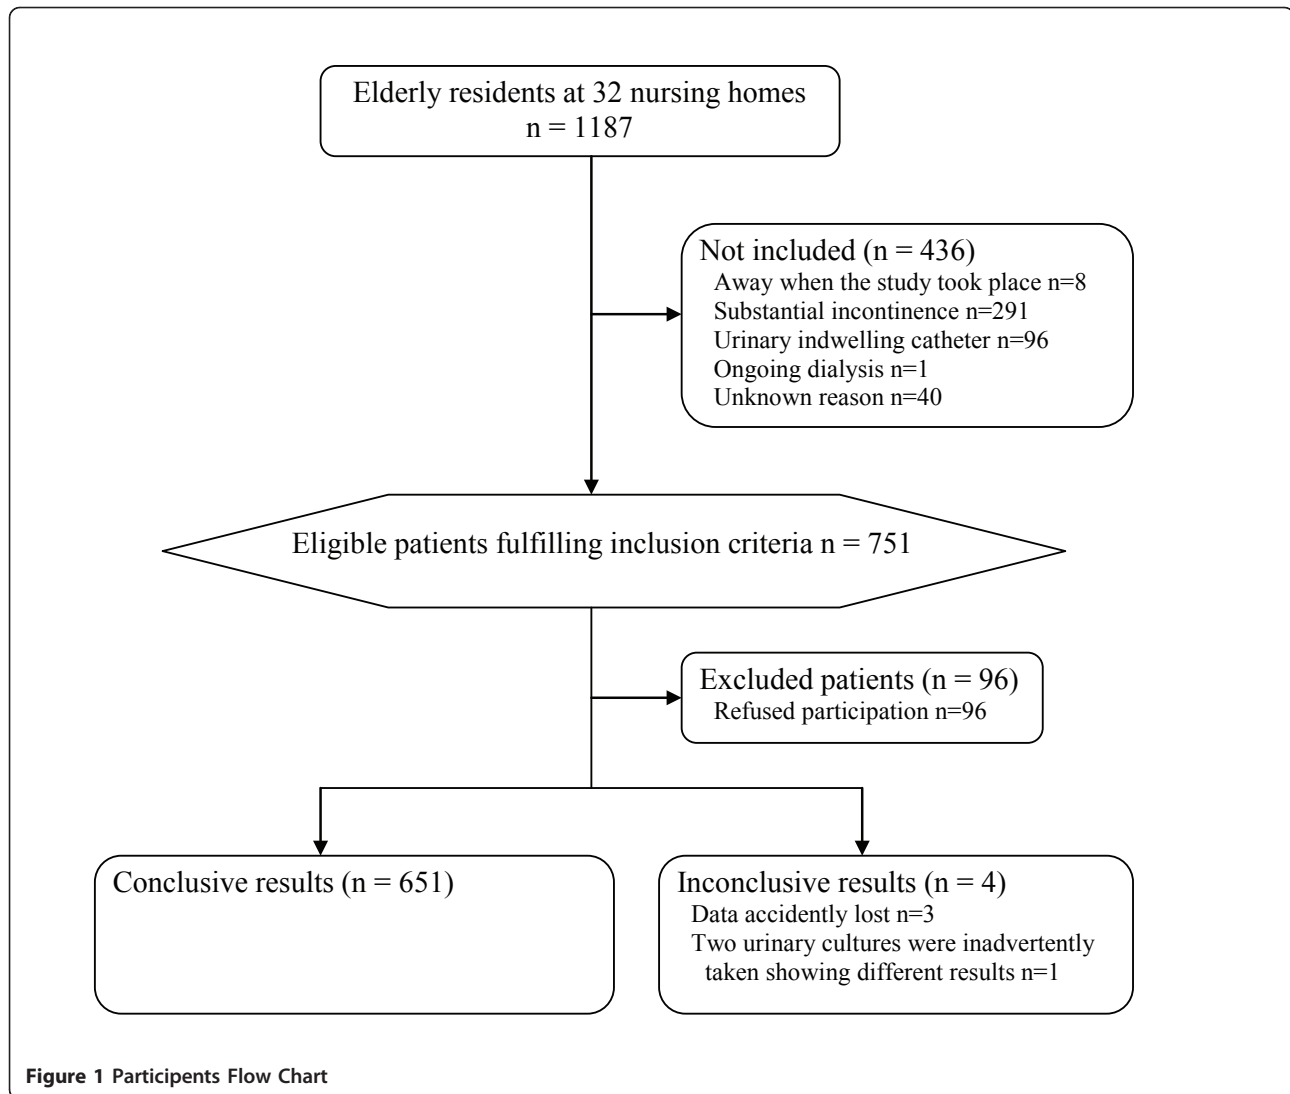 Elderly residents at 32 nursing homes
n = 1187
Not included (n = 436)
Away when the study took place n=8
Substantial incontinence n=291
Urinary indwelling catheter n=96
Ongoing dialysis n=1
Unknown reason n=40
Eligible patients fulfilling inclusion criteria n = 751
Excluded patients (n = 96)
Refused participation n=96
Conclusive results (n = 651)
Inconclusive results (n = 4)
Data accidently lost n=3
Two urinary cultures were inadvertently
taken showing different results n=1
Figure 1 Participents Flow Chart